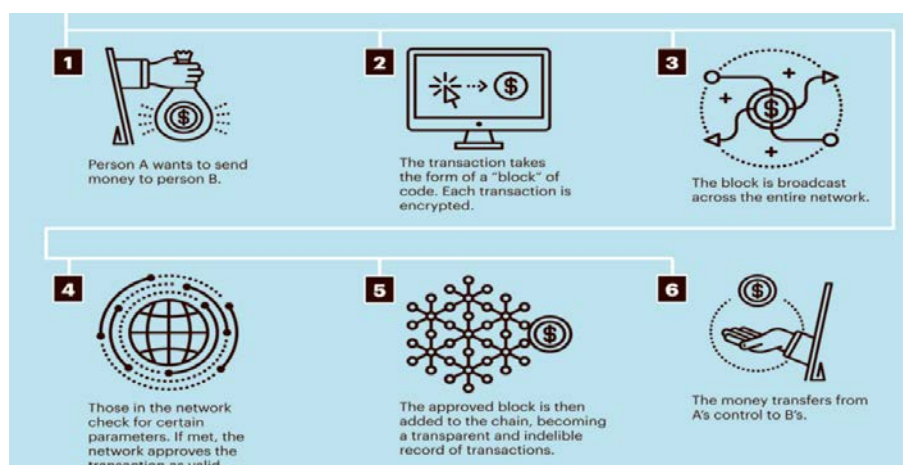 1
Person A wants to send
money to person B.
2
The transaction takes
the form of a "block" of
code. Each transaction is
encrypted.
3
The block is broadcast
across the entire network.
4
Those in the network
check for certain
parameters. If met, the
network approves the
transaction as valid
5
The approved block is then
added to the chain, becoming
a transparent and indelible
record of transactions.
6
The money transfers from
A's control to B's.